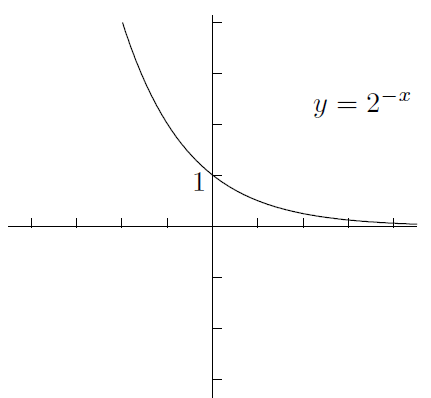 y = 2^{-x}
1